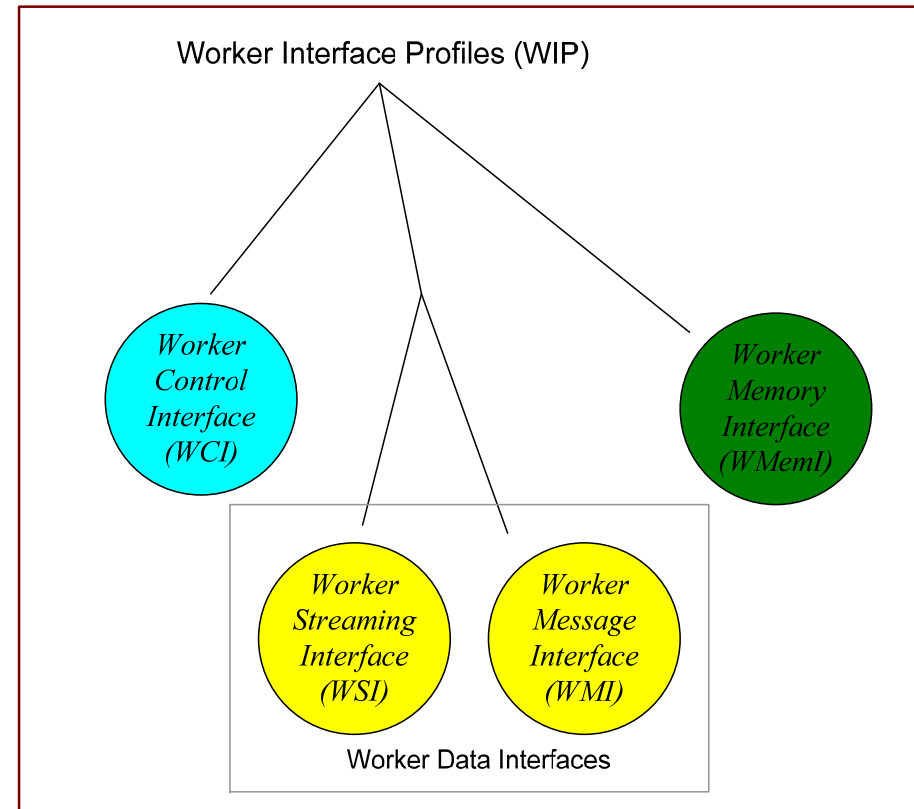 Worker Interface Profiles (WIP)
Worker
Control
Interface
(WCI)
Worker
Memory
Interface
(WMemI)
Worker
Streaming
Interface
(WSI)
Worker
Message
Interface
(WMI)
Worker Data Interfaces